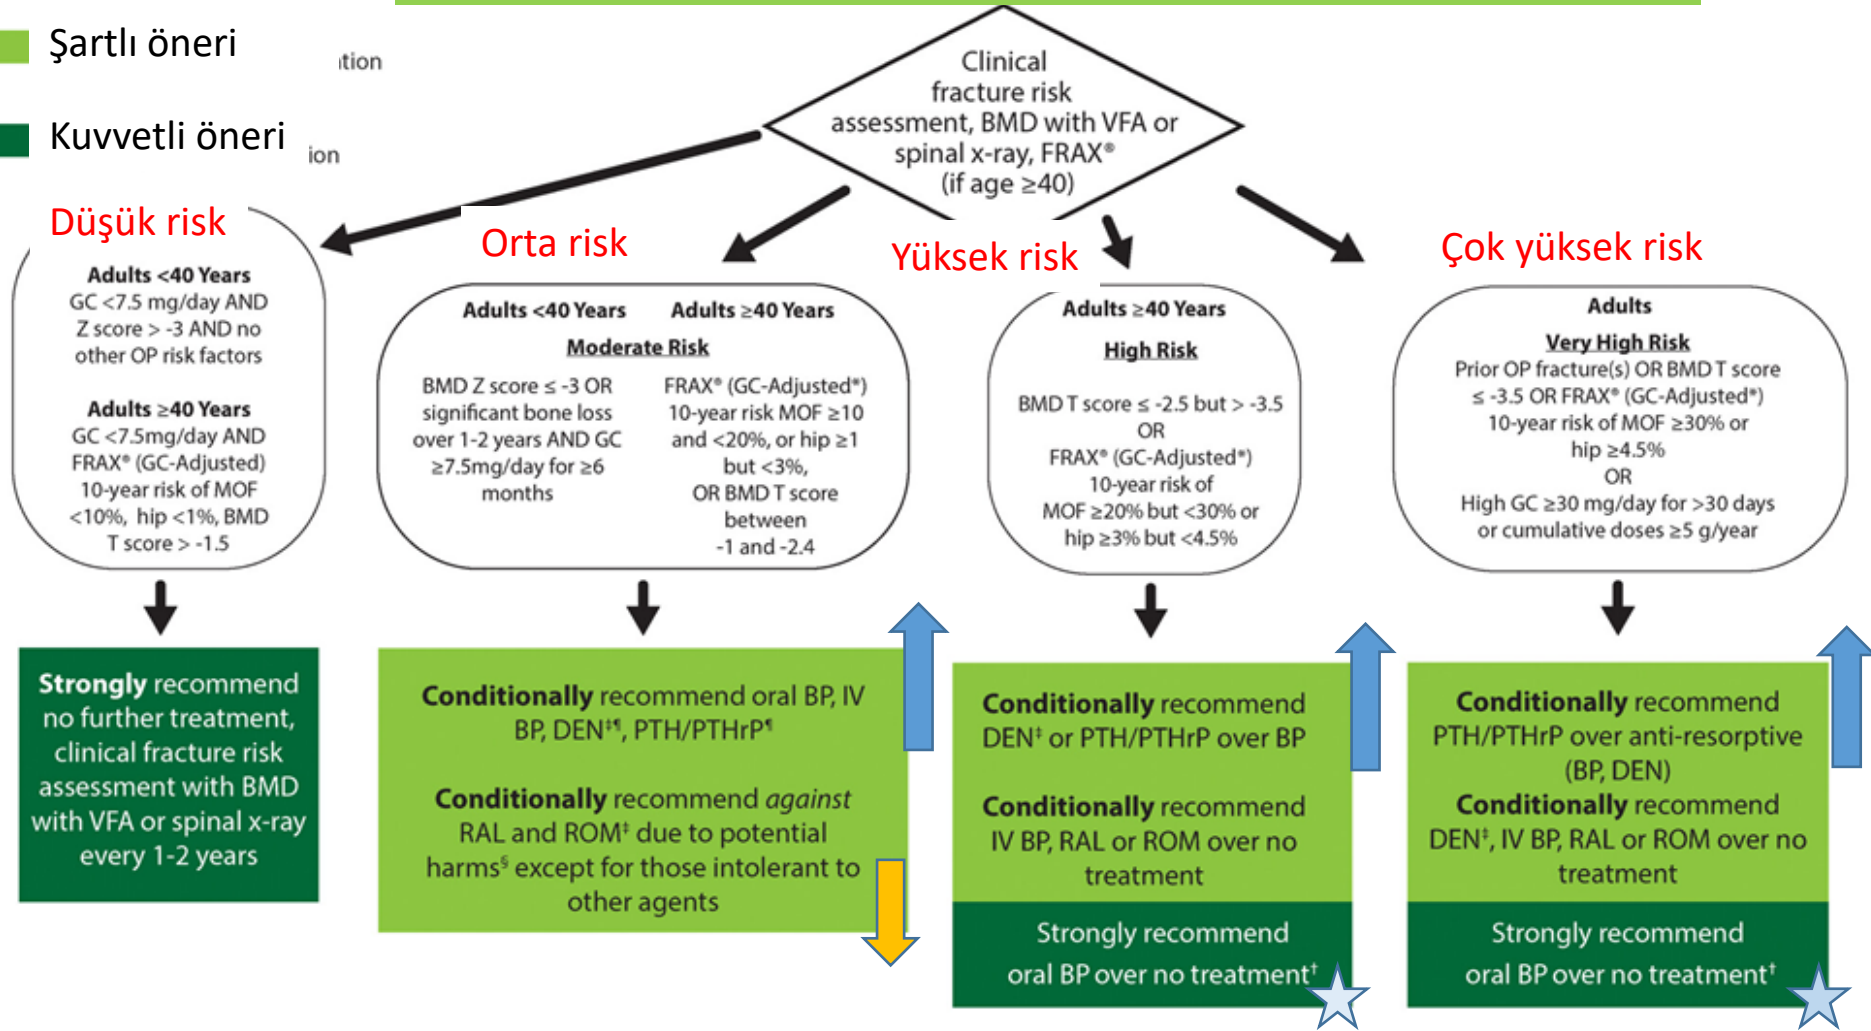 Şartlı öneri
Kuvvetli öneri
Clinical
fracture risk
assessment, BMD with VFA or
spinal x-ray, FRAX®
(if age ≥40)
Düşük risk
Adults <40 Years
GC <7.5 mg/day AND
Z score > -3 AND no
other OP risk factors
Adults ≥40 Years
GC <7.5mg/day AND
FRAX® (GC-Adjusted)
10-year risk of MOF
<10%, hip <1%, BMD
T score > -1.5
Strongly recommend
no further treatment,
clinical fracture risk
assessment with BMD
with VFA or spinal x-ray
every 1-2 years
Orta risk
Adults <40 Years
Adults ≥40 Years
Moderate Risk
BMD Z score ≤ -3 OR
significant bone loss
over 1-2 years AND GC
≥7.5mg/day for ≥6
months
FRAX® (GC-Adjusted*)
10-year risk MOF ≥10
and <20%, or hip ≥1
but <3%,
OR BMD T score
between
-1 and -2.4
Conditionally recommend oral BP, IV
BP, DEN‡¶, PTH/PTHrP¶
Conditionally recommend against
RAL and ROM‡ due to potential
harms§ except for those intolerant to
other agents
Yüksek risk
Adults ≥40 Years
High Risk
BMD T score ≤ -2.5 but > -3.5
OR
FRAX® (GC-Adjusted*)
10-year risk of
MOF ≥20% but <30% or
hip ≥3% but <4.5%
Conditionally recommend
DEN‡ or PTH/PTHrP over BP
Conditionally recommend
IV BP, RAL or ROM over no
treatment
Strongly recommend
oral BP over no treatment†
Çok yüksek risk
Adults
Very High Risk
Prior OP fracture(s) OR BMD T score
≤ -3.5 OR FRAX® (GC-Adjusted*)
10-year risk of MOF ≥30% or
hip ≥4.5%
OR
High GC ≥30 mg/day for >30 days
or cumulative doses ≥5 g/year
Conditionally recommend
PTH/PTHrP over anti-resorptive
(BP, DEN)
Conditionally recommend
DEN‡, IV BP, RAL or ROM over no
treatment
Strongly recommend
oral BP over no treatment†